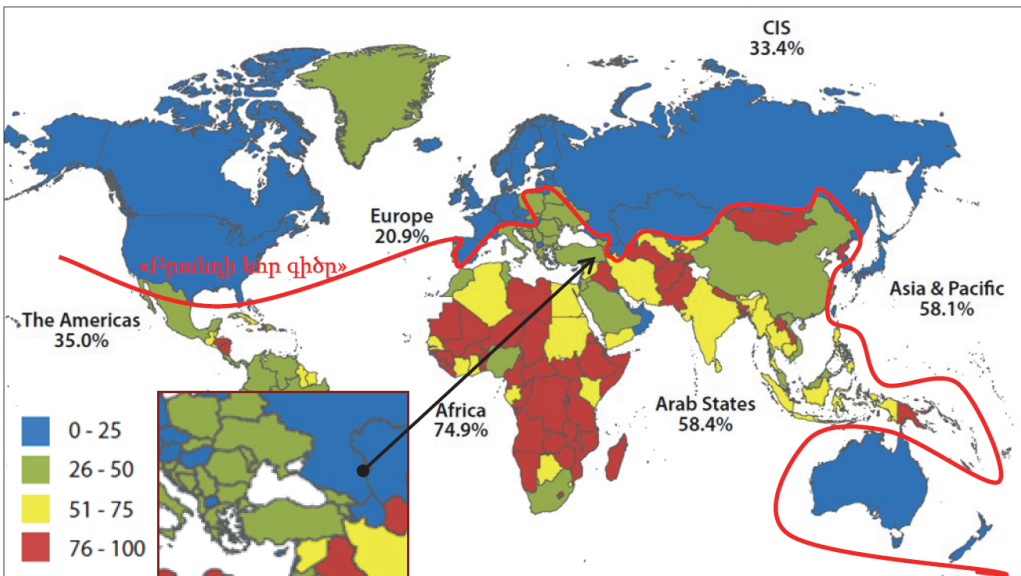 CIS
33.4%
Europe
20.9%
«Բրանդի նոր գիծը»
The Americas
35.0%
Asia & Pacific
58.1%
Africa
74.9%
Arab States
58.4%
0 - 25
26 - 50
51 - 75
76 - 100